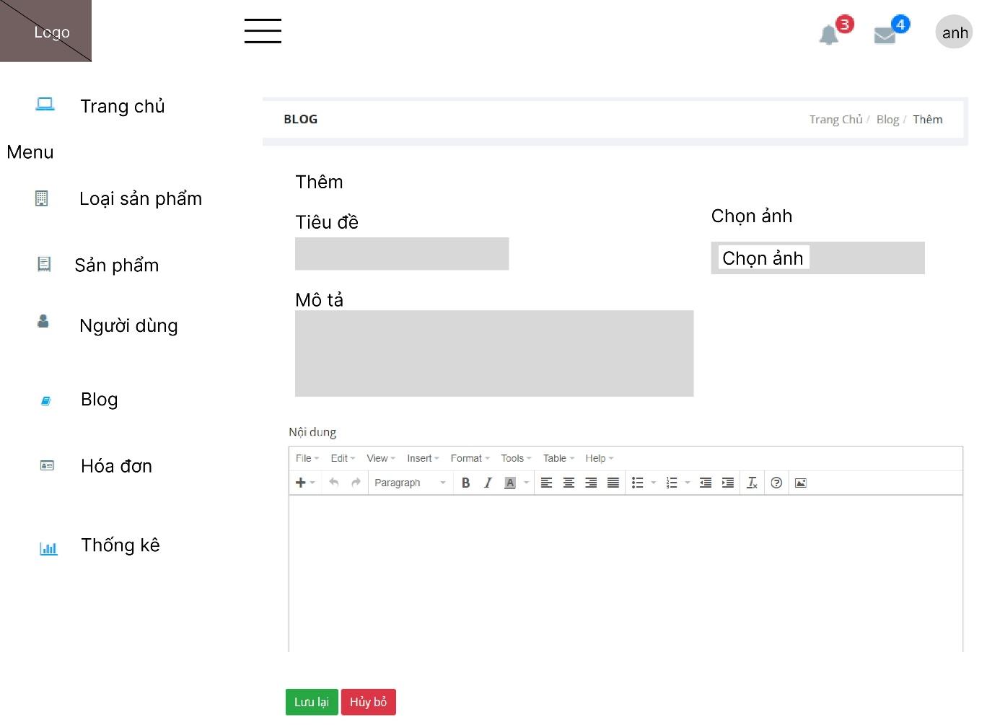 Logo
3
4
anh
Trang chủ
BLOG
Trang Chủ / Blog / Thêm
Menu
Thêm
Loại sản phẩm
Tiêu đề
Chọn ảnh
Chọn ảnh
Sản phẩm
Mô tả
Người dùng
Blog
Nội dung
File Edit View Insert Format Tools Table Help
Hóa đơn
Paragraph B I A
Thống kê
Lưu lại Hủy bỏ